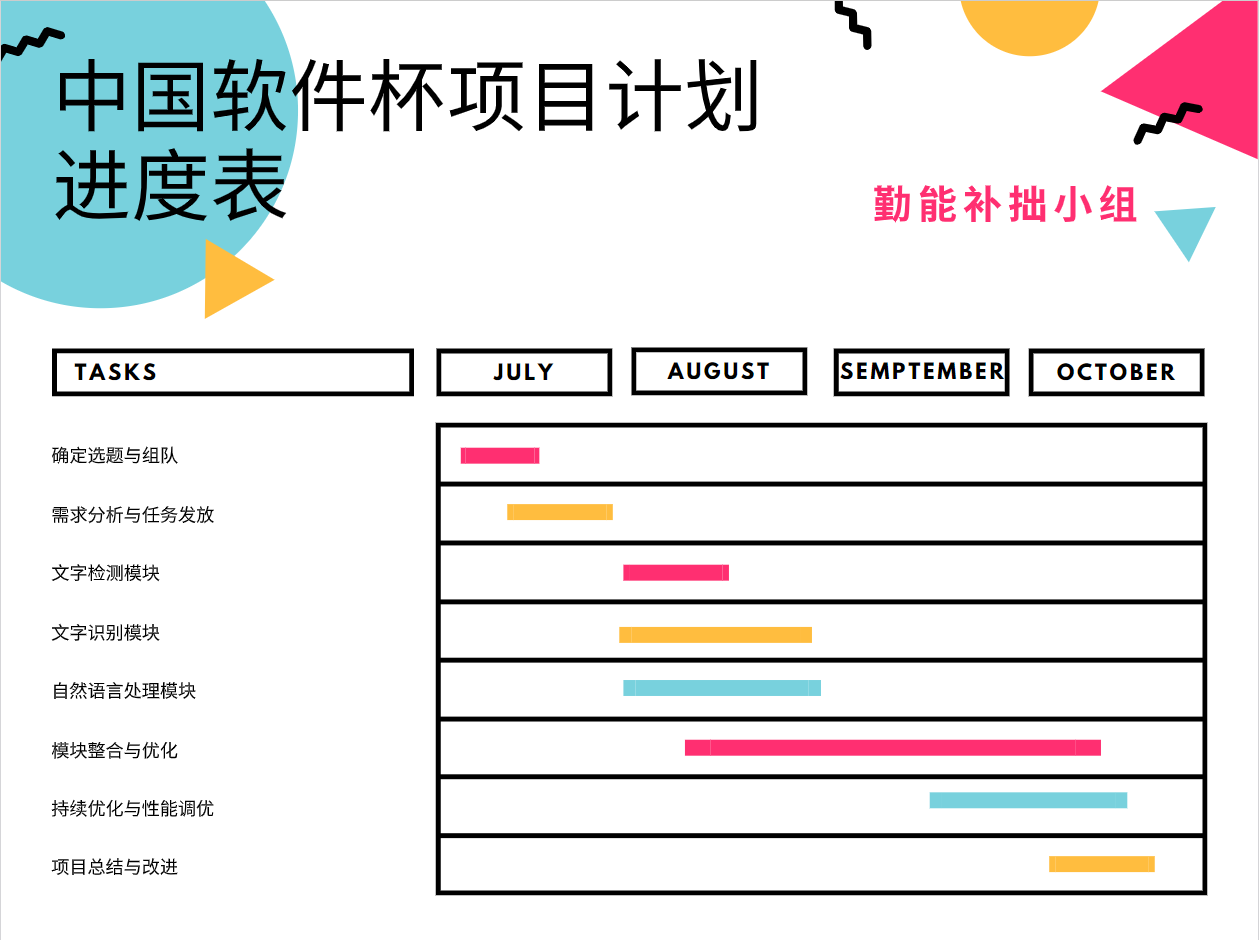 中国软件杯项目计划
进度表
勤能补拙小组
TASKS
JULY
AUGUST
SEMPTEMBER
OCTOBER
确定选题与组队
需求分析与任务发放
文字检测模块
文字识别模块
自然语言处理模块
模块整合与优化
持续优化与性能调优
项目总结与改进